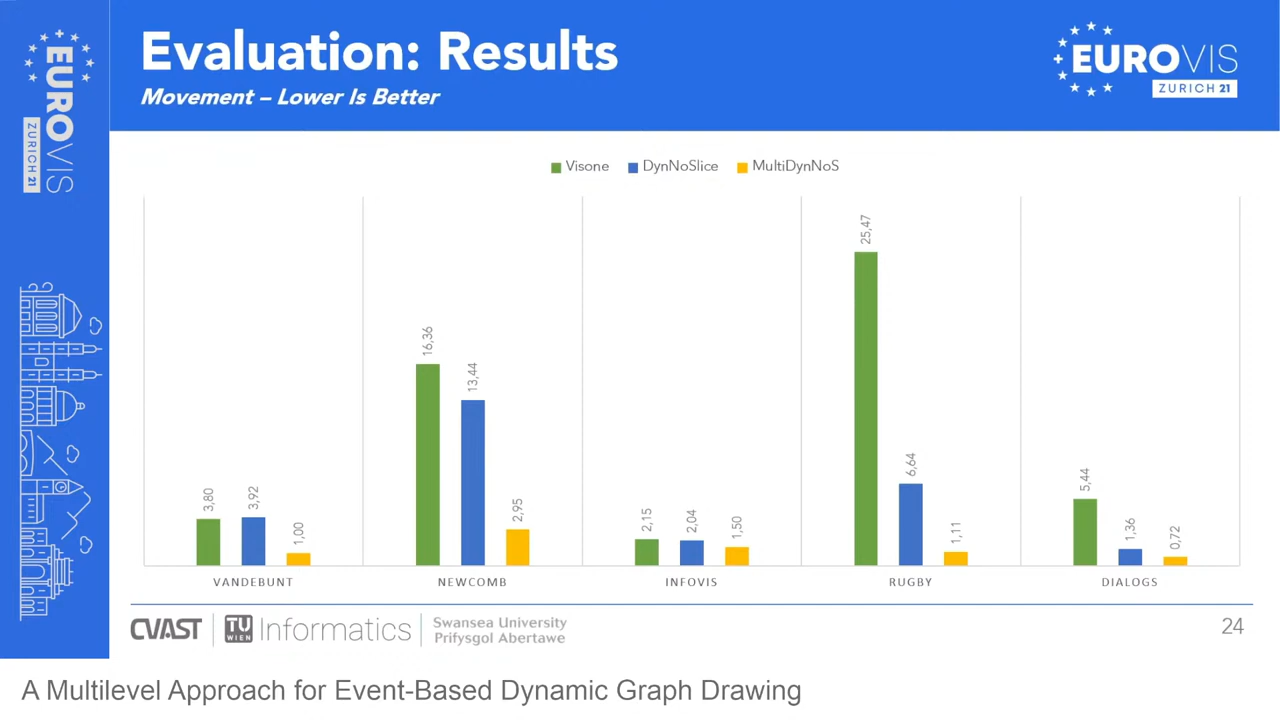 Evaluation: Results
Movement – Lower Is Better
EUROVIS
ZURICH 21
EUROVIS
ZURICH 21
Visone DynNoSlice MultiDynNoS
3,80 3,92 1,00
16,36 13,44 2,95
2,15 2,04 1,50
25,47 6,64 1,11
5,44 1,36 0,72
VANDEBUNT NEWCOMB INFOVIS RUGBY DIALOGS
CVAST TU WIEN Informatics
Swansea University
Prifysgol Abertawe
24
A Multilevel Approach for Event-Based Dynamic Graph Drawing